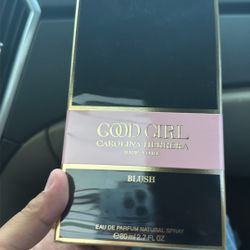 GOOD GIRL
CAROLINA HERRERA
NEW YORK
BLUSH
EAU DE PARFUM NATURAL SPRAY
℮80ml 2.7 FL. OZ